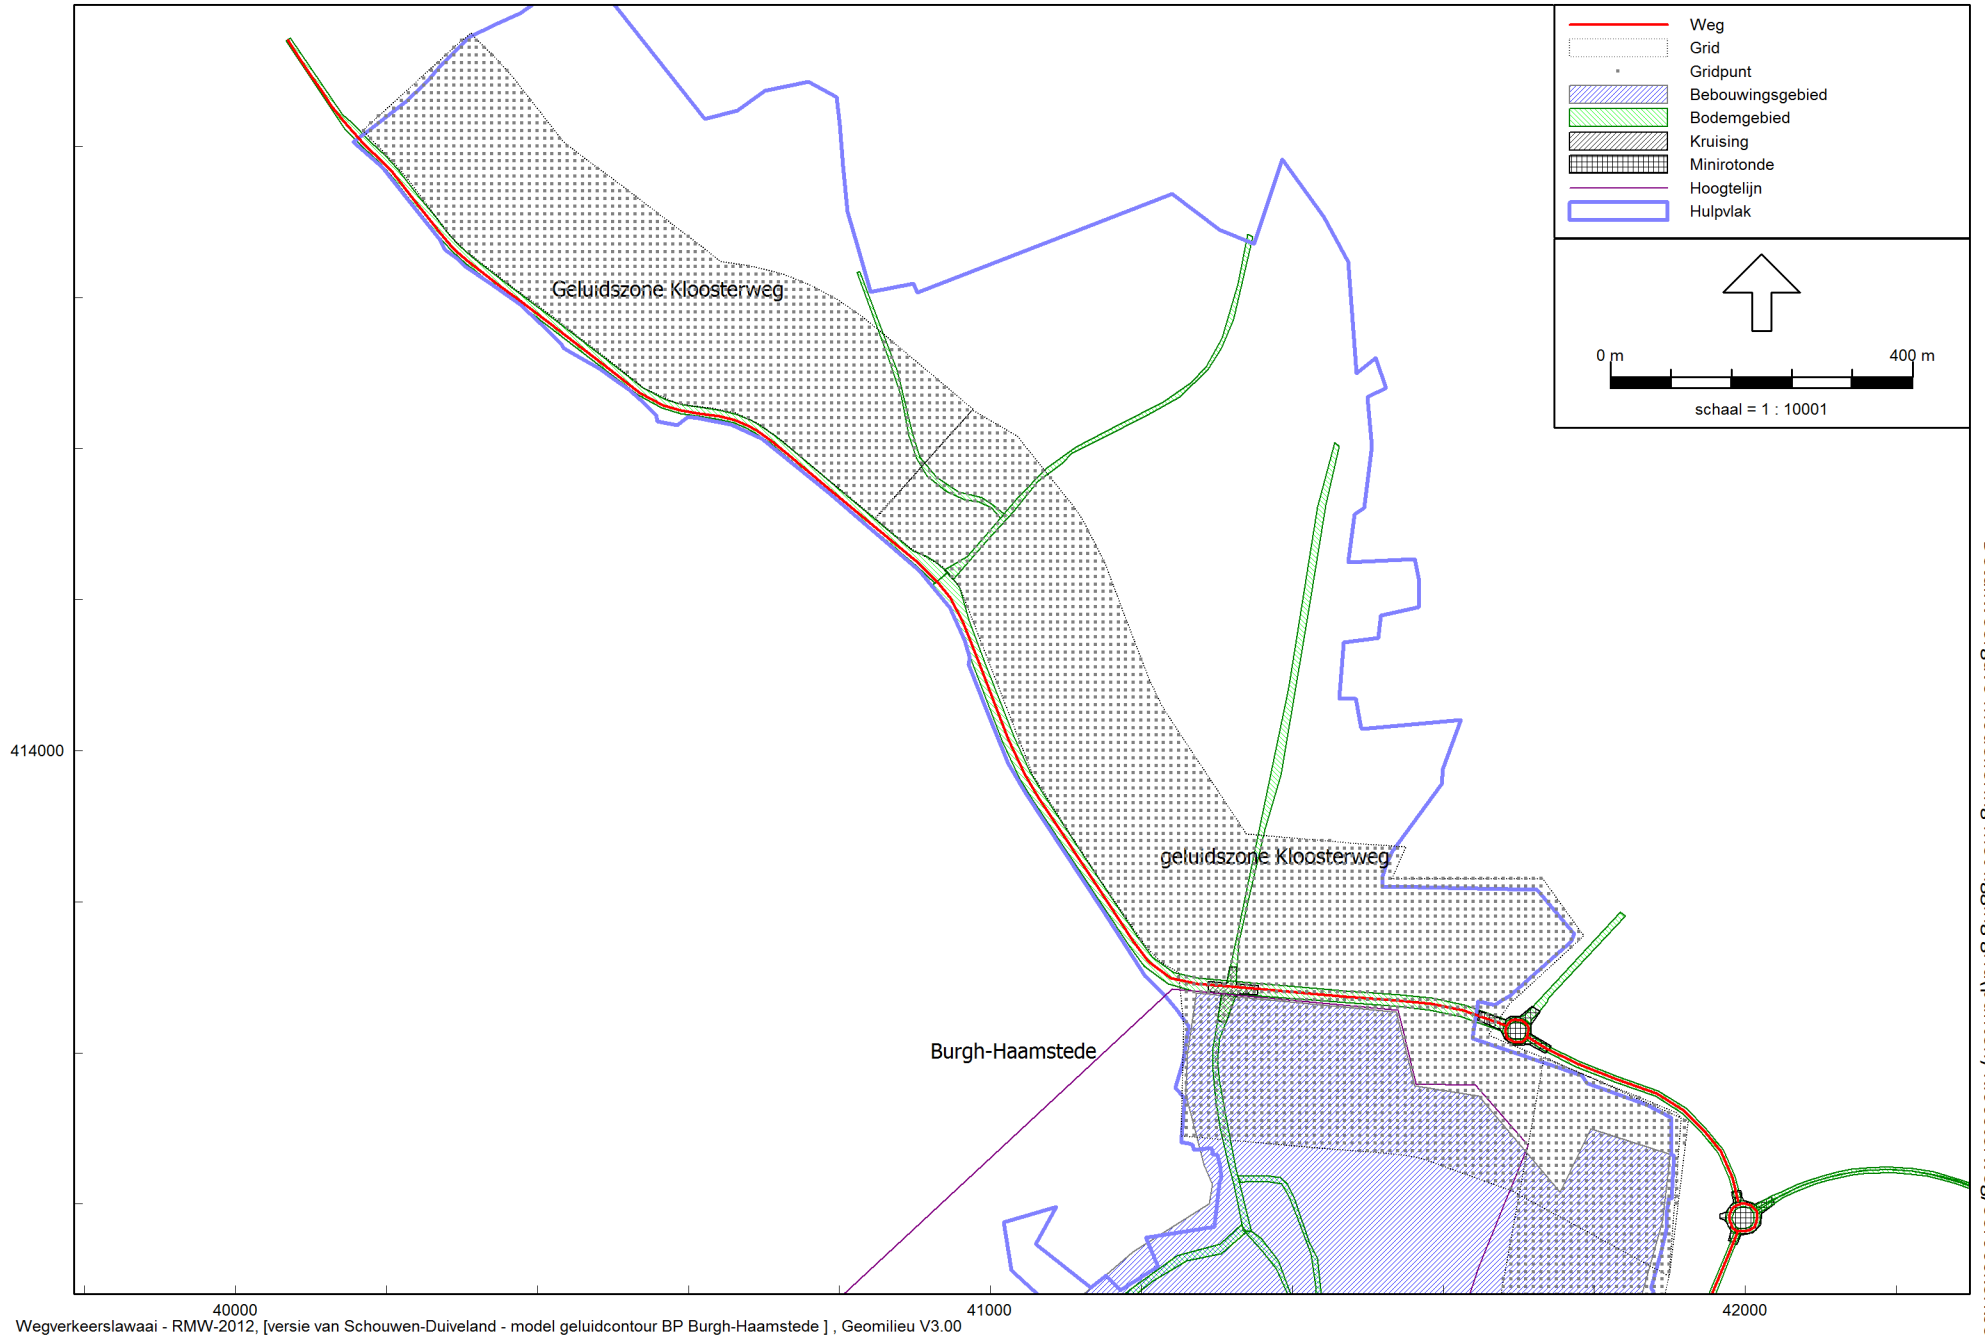 Weg
Grid
Gridpunt
Bebouwingsgebied
Bodemgebied
Kruising
Minirotonde
Hoogtelijn
Hulpvlak
0 m 400 m
schaal = 1 : 10001
Geluidszone Kloosterweg
414000
geluidszone Kloosterweg
Burgh-Haamstede
40000 41000 42000
Wegverkeerslawaai - RMW-2012, [versie van Schouwen-Duiveland - model geluidcontour BP Burgh-Haamstede ] , Geomilieu V3.00